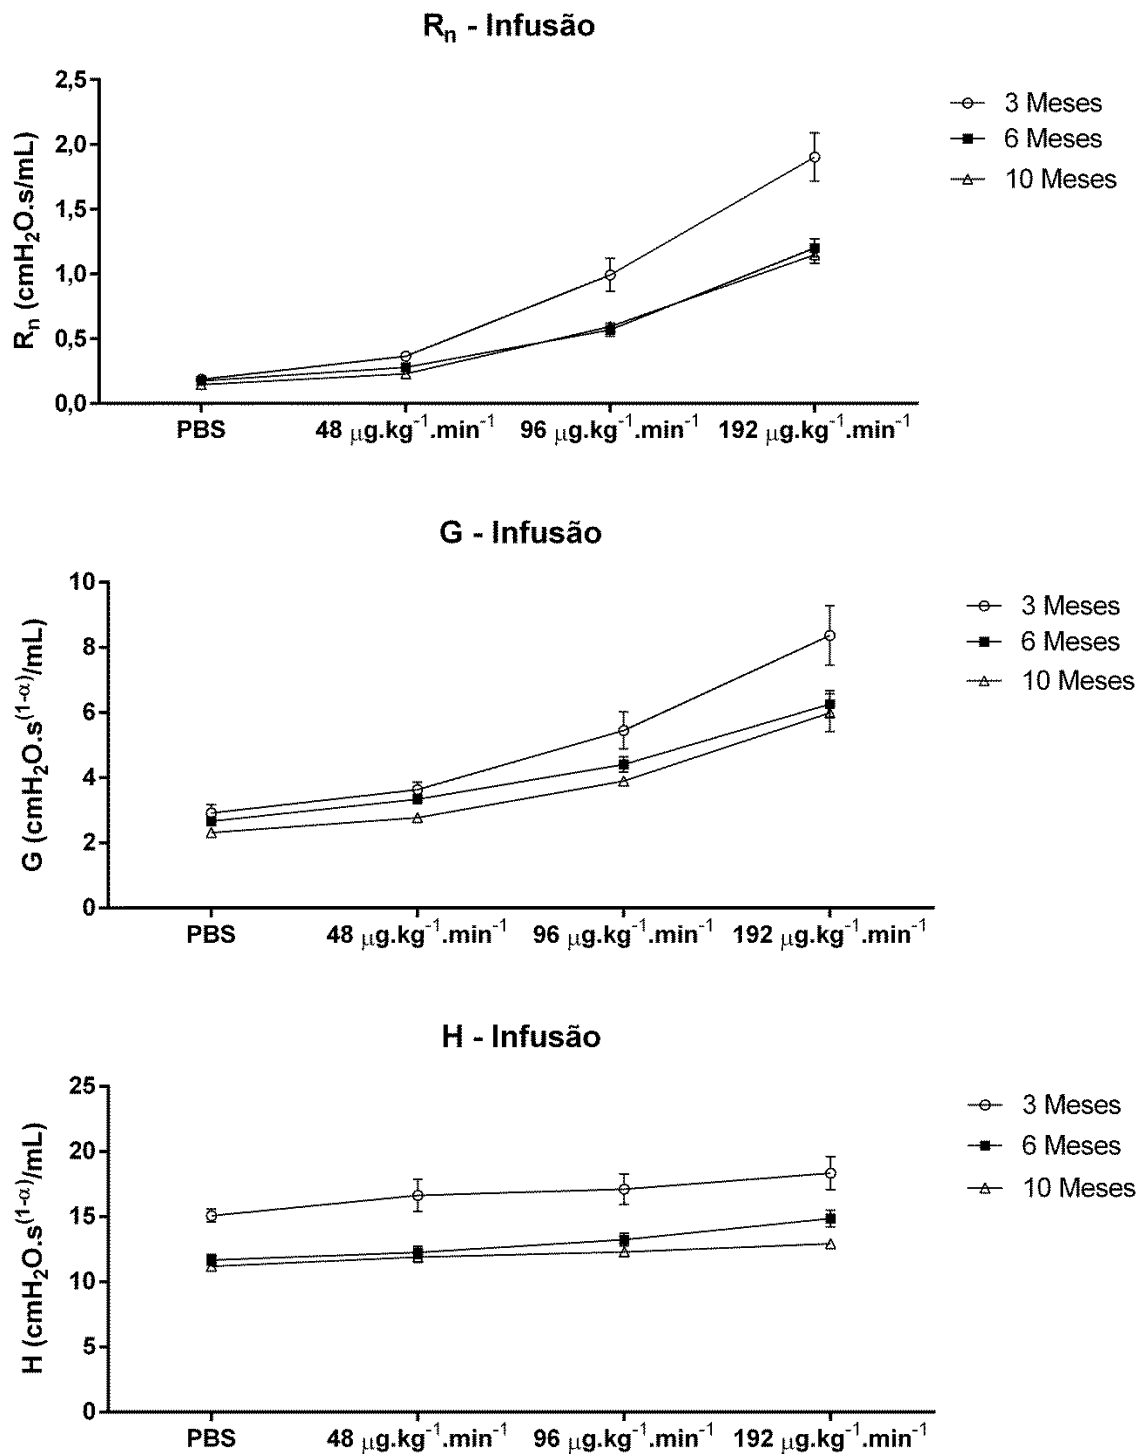 Rₙ - Infusão
Rₙ (cmH₂O.s/mL)
2,5
2,0
1,5
1,0
0,5
0,0
PBS 48 µg.kg⁻¹.min⁻¹ 96 µg.kg⁻¹.min⁻¹ 192 µg.kg⁻¹.min⁻¹
3 Meses
6 Meses
10 Meses
G - Infusão
G (cmH₂O.s⁽¹⁻ᵅ⁾/mL)
10
8
6
4
2
0
PBS 48 µg.kg⁻¹.min⁻¹ 96 µg.kg⁻¹.min⁻¹ 192 µg.kg⁻¹.min⁻¹
3 Meses
6 Meses
10 Meses
H - Infusão
H (cmH₂O.s⁽¹⁻ᵅ⁾/mL)
25
20
15
10
5
0
PBS 48 µg.kg⁻¹.min⁻¹ 96 µg.kg⁻¹.min⁻¹ 192 µg.kg⁻¹.min⁻¹
3 Meses
6 Meses
10 Meses